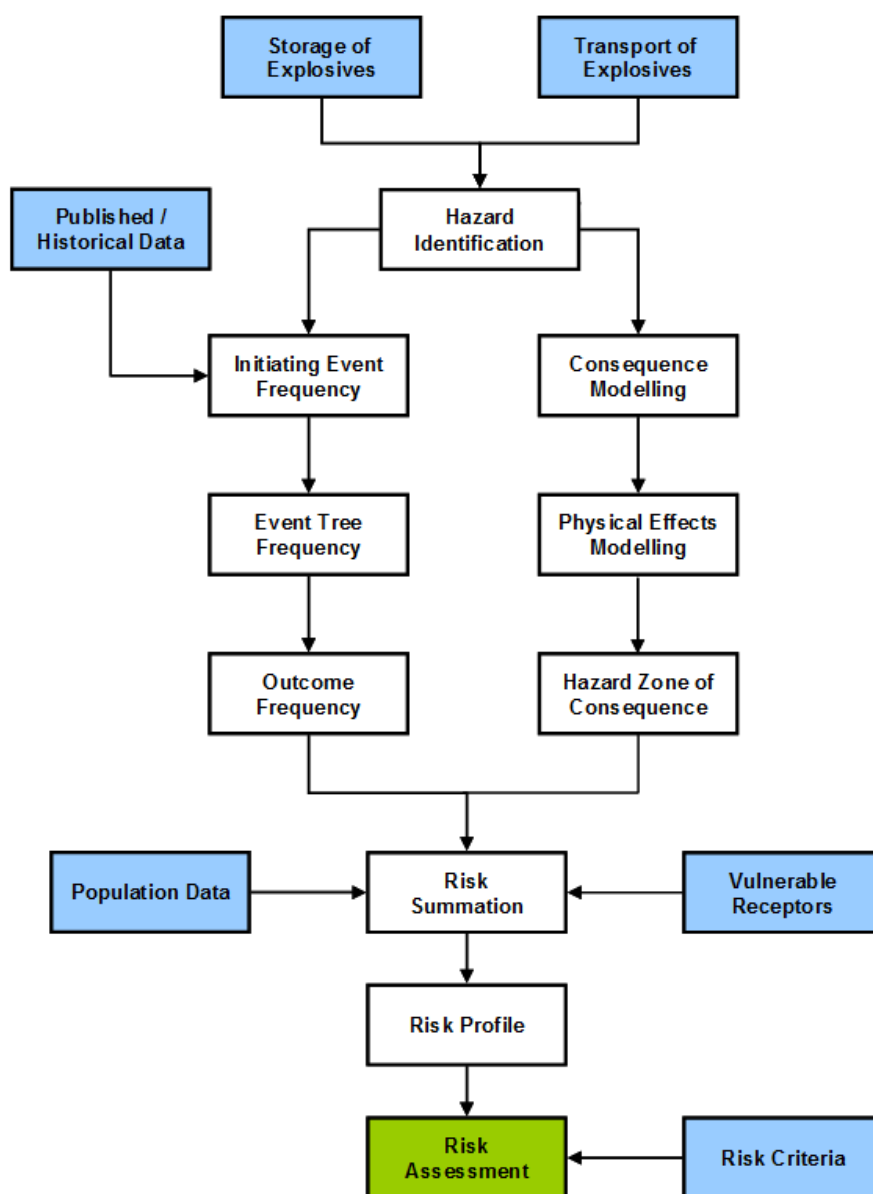 Storage of
Explosives
Transport of
Explosives
Published /
Historical Data
Hazard
Identification
Initiating Event
Frequency
Consequence
Modelling
Event Tree
Frequency
Physical Effects
Modelling
Outcome
Frequency
Hazard Zone of
Consequence
Population Data
Risk
Summation
Vulnerable
Receptors
Risk Profile
Risk
Assessment
Risk Criteria